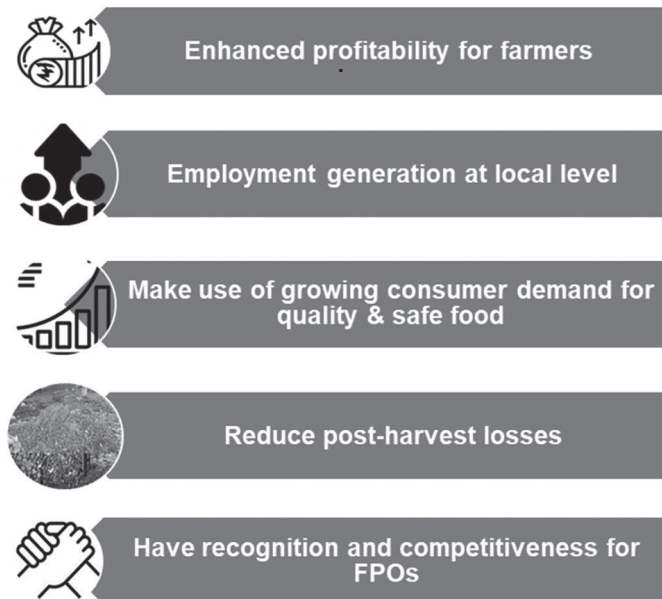 Enhanced profitability for farmers
Employment generation at local level
Make use of growing consumer demand for
quality & safe food
Reduce post-harvest losses
Have recognition and competitiveness for
FPOs